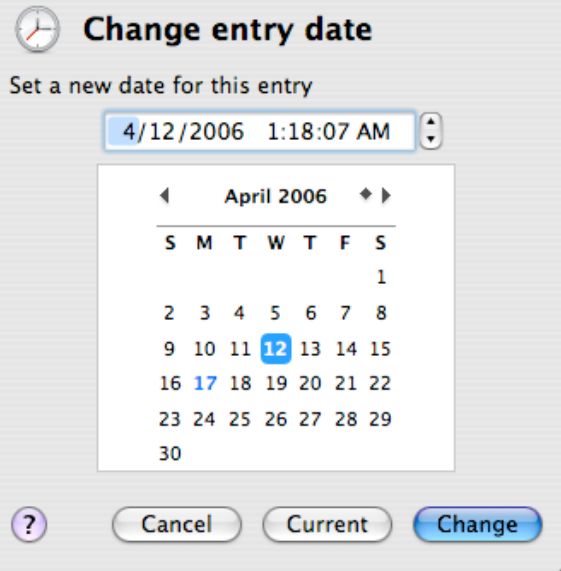 Change entry date
Set a new date for this entry
4/12/2006 1:18:07 AM
April 2006
S M T W T F S
1
2 3 4 5 6 7 8
9 10 11 12 13 14 15
16 17 18 19 20 21 22
23 24 25 26 27 28 29
30
? Cancel Current Change